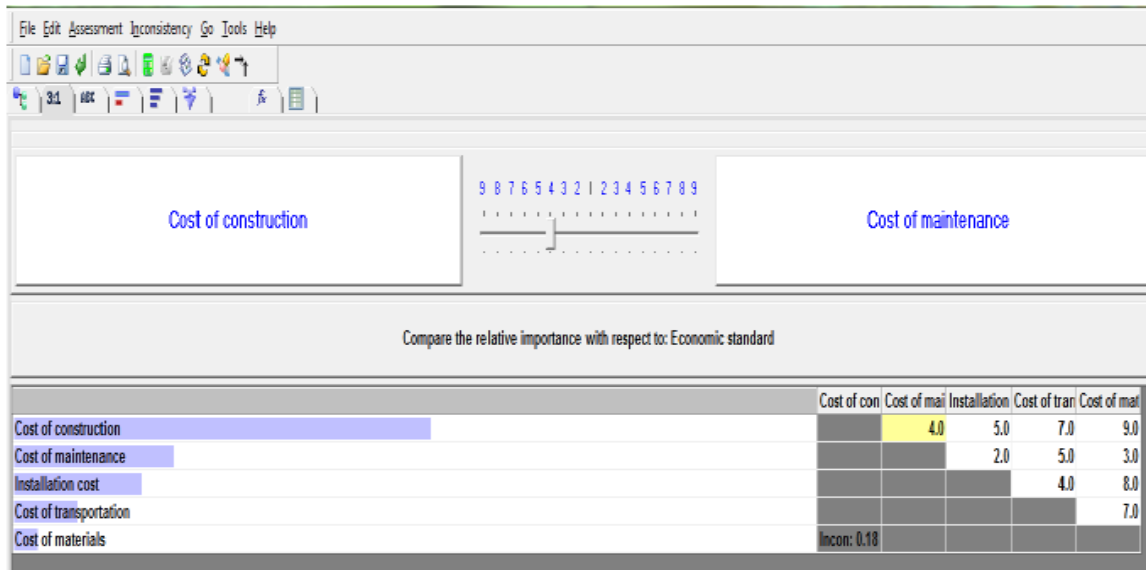 File Edit Assessment Inconsistency Go Tools Help
3:1 ABC fx
Cost of construction
9 8 7 6 5 4 3 2 1 2 3 4 5 6 7 8 9
Cost of maintenance
Compare the relative importance with respect to: Economic standard
Cost of con Cost of mai Installation Cost of tran Cost of mat
Cost of construction 4.0 5.0 7.0 9.0
Cost of maintenance 2.0 5.0 3.0
Installation cost 4.0 8.0
Cost of transportation 7.0
Cost of materials Incon: 0.18